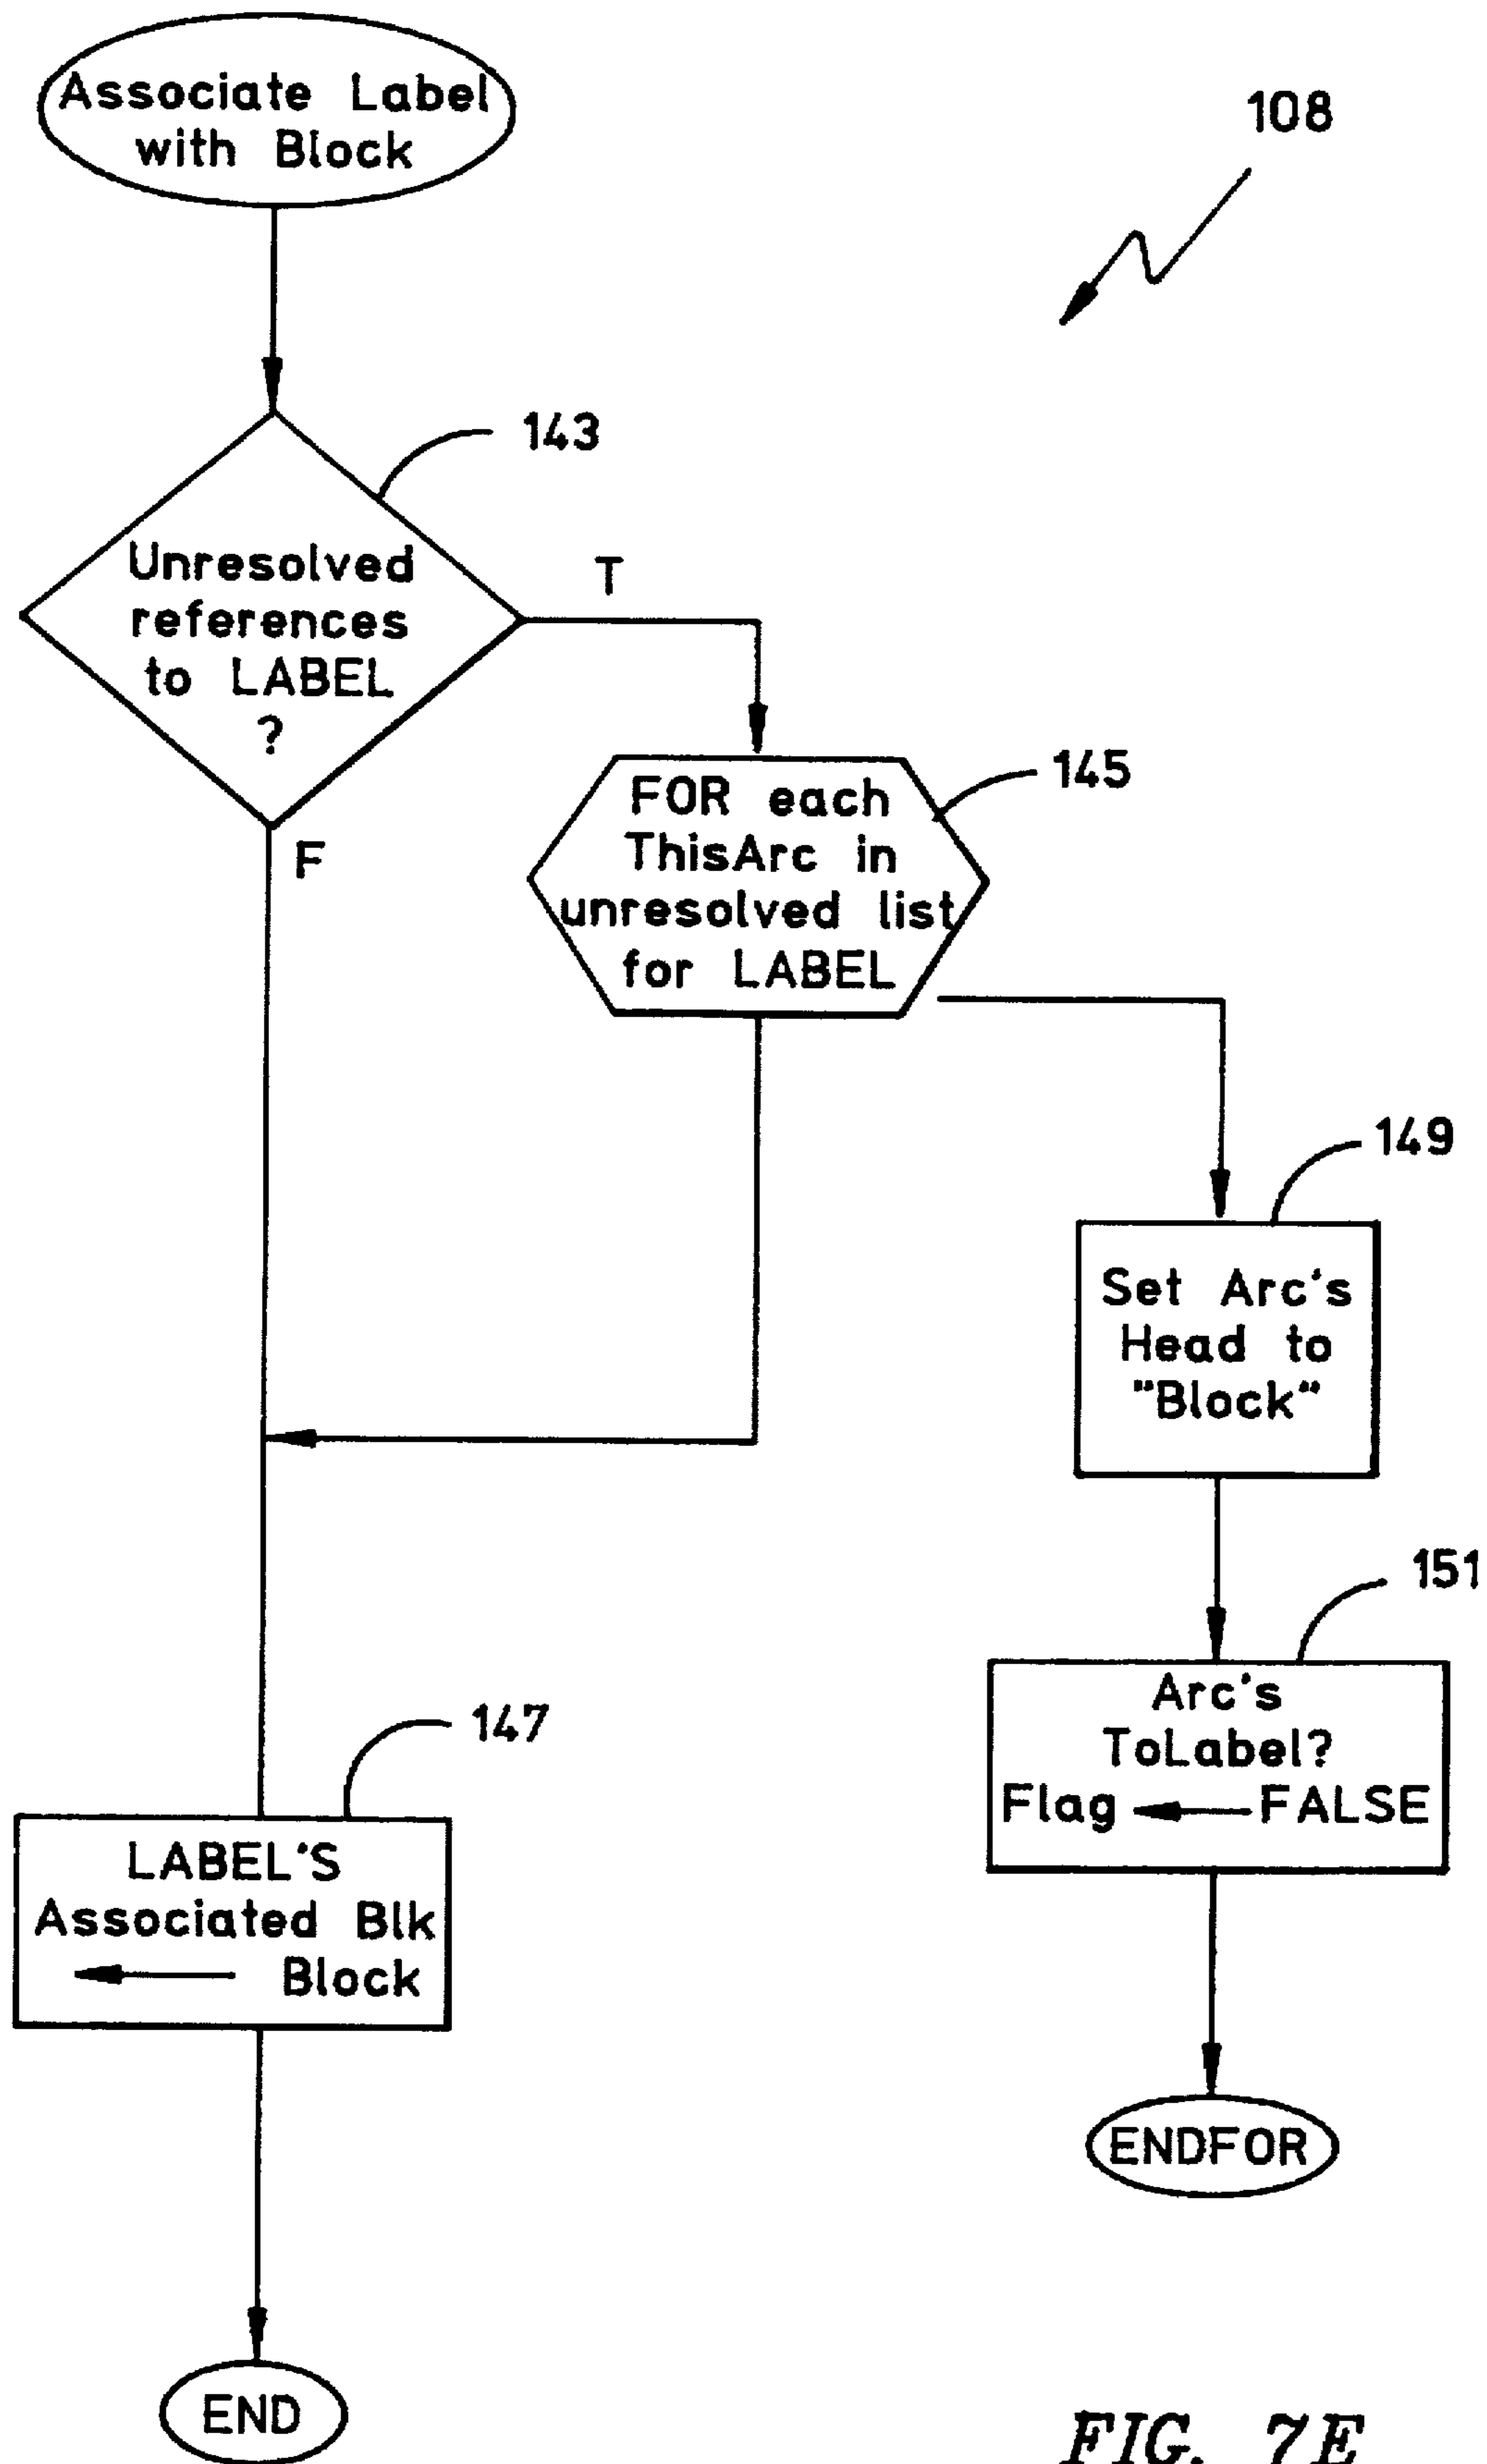 Associate Label
with Block
108
143
Unresolved
references
to LABEL
?
T
F
145
FOR each
ThisArc in
unresolved list
for LABEL
149
Set Arc's
Head to
"Block"
151
Arc's
ToLabel?
Flag ← FALSE
147
LABEL'S
Associated Blk
← Block
ENDFOR
END
FIG. 7E